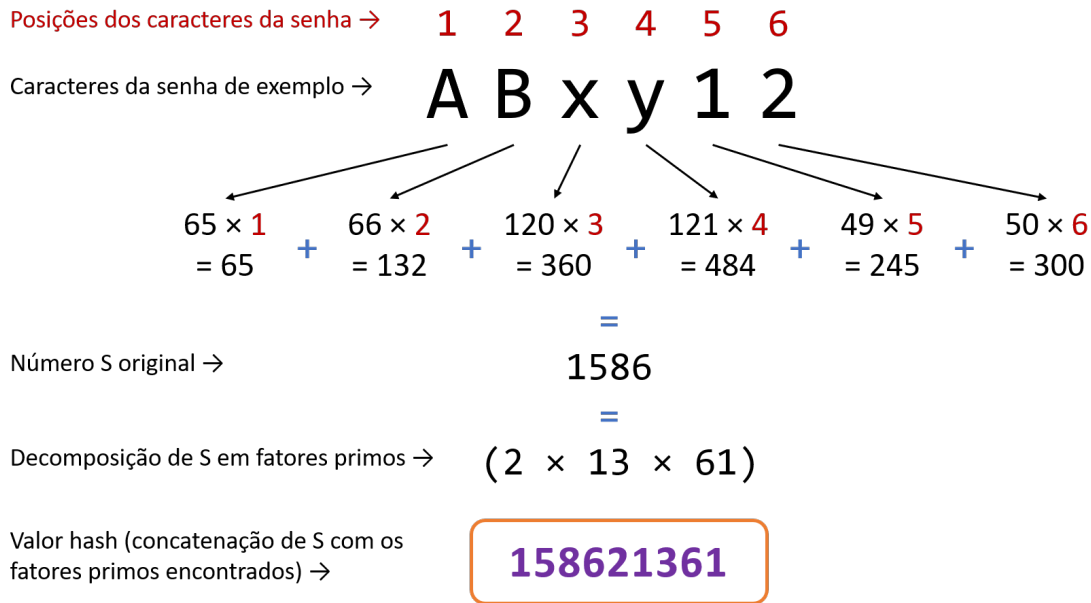 Posições dos caracteres da senha → 1 2 3 4 5 6
Caracteres da senha de exemplo → A B x y 1 2
65 × 1 + 66 × 2 + 120 × 3 + 121 × 4 + 49 × 5 + 50 × 6
= 65 = 132 = 360 = 484 = 245 = 300
=
Número S original → 1586
=
Decomposição de S em fatores primos → (2 × 13 × 61)
Valor hash (concatenação de S com os
fatores primos encontrados) → 158621361